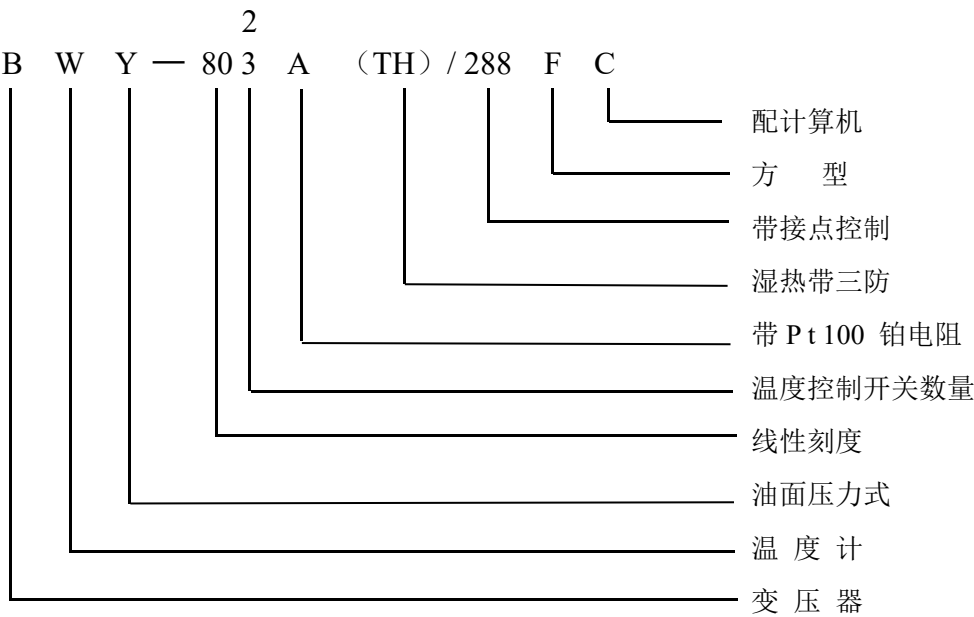 2
B W Y — 80 3 A （TH）/ 288 F C
配计算机
方 型
带接点控制
湿热带三防
带 P t 100 铂电阻
温度控制开关数量
线性刻度
油面压力式
温 度 计
变 压 器